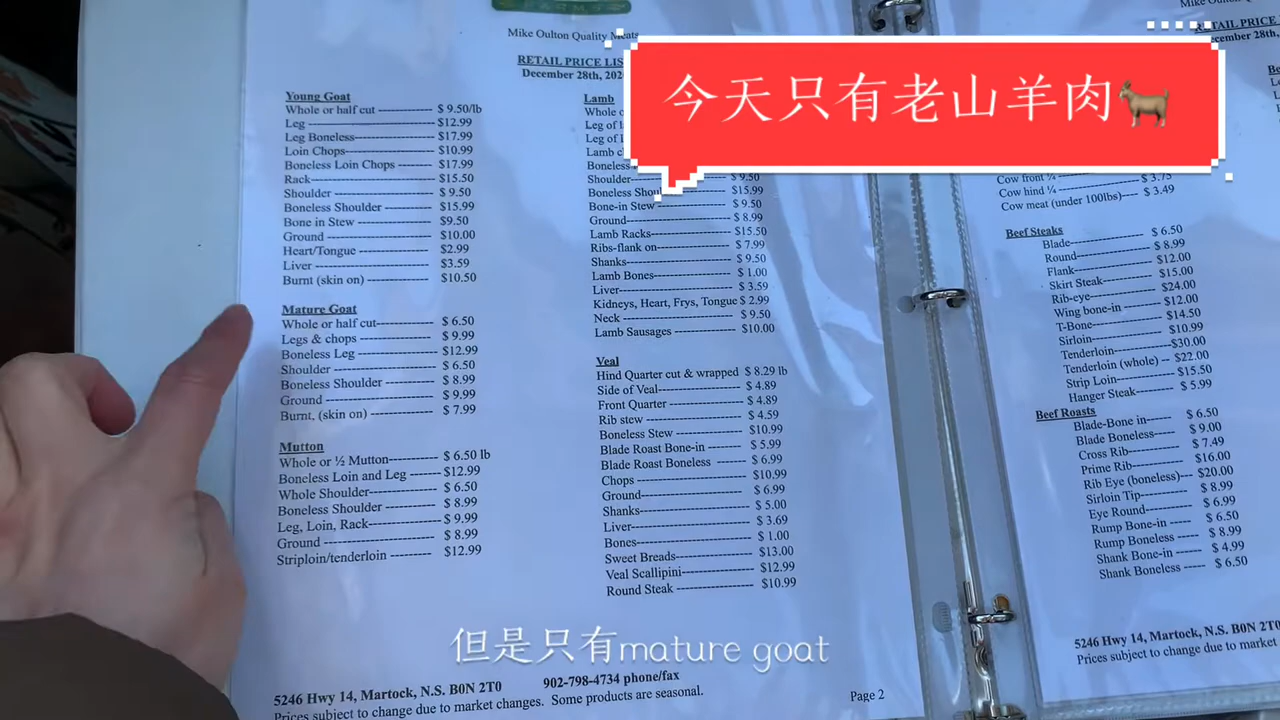 Mike Oulton Quality Meats
RETAIL PRICE
December 28th, 202
Young Goat
Whole or half cut ----------- $ 9.50/lb
Leg ---------------------- $12.99
Leg Boneless--------------- $17.99
Loin Chops----------------- $10.99
Boneless Loin Chops -------- $17.99
Rack---------------------- $15.50
Shoulder ------------------ $ 9.50
Boneless Shoulder ---------- $15.99
Bone in Stew --------------- $9.50
Ground -------------------- $10.00
Heart/Tongue -------------- $2.99
Liver --------------------- $3.59
Burnt (skin on) ------------ $10.50
Mature Goat
Whole or half cut----------- $ 6.50
Legs & chops -------------- $ 9.99
Boneless Leg --------------- $12.99
Shoulder ------------------ $ 6.50
Boneless Shoulder ---------- $ 8.99
Ground -------------------- $ 9.99
Burnt, (skin on) ------------ $ 7.99
Mutton
Whole or ½ Mutton--------- $ 6.50 lb
Boneless Loin and Leg ------ $12.99
Whole Shoulder------------- $ 6.50
Boneless Shoulder ---------- $ 8.99
Leg, Loin, Rack------------- $ 9.99
Ground -------------------- $ 8.99
Striploin/tenderloin -------- $12.99
Lamb
Whole
Leg of
Leg of
Lamb
Boneless
Shoulder------ $ 9.50
Boneless $15.99
Bone-in Stew -------------- $ 9.50
Ground-------------------- $ 8.99
Lamb Racks---------------- $15.50
Ribs-flank on--------------- $ 7.99
Shanks-------------------- $ 9.50
Lamb Bones---------------- $ 1.00
Liver---------------------- $ 3.59
Kidneys, Heart, Frys, Tongue $ 2.99
Neck ---------------------- $ 9.50
Lamb Sausages ------------- $10.00
Veal
Hind Quarter cut & wrapped $ 8.29 lb
Side of Veal---------------- $ 4.89
Front Quarter -------------- $ 4.89
Rib stew ------------------- $ 4.59
Boneless Stew -------------- $10.99
Blade Roast Bone-in --------- $ 5.99
Blade Roast Boneless -------- $ 6.99
Chops --------------------- $10.99
Ground-------------------- $ 6.99
Shanks-------------------- $ 5.00
Liver---------------------- $ 3.69
Bones--------------------- $ 1.00
Sweet Breads--------------- $13.00
Veal Scallipini-------------- $12.99
Round Steak --------------- $10.99
5246 Hwy 14, Martock, N.S. B0N 2T0 902-798-4734 phone/fax
Prices subject to change due to market changes. Some products are seasonal.
Page 2
RETAIL PRICE
December 28th,
Cow front ¼ ------------- $ 3.75
Cow hind ¼ ------------- $ 3.49
Cow meat (under 100lbs)----
Beef Steaks
Blade--------------- $ 6.50
Round-------------- $ 8.99
Flank--------------- $12.00
Skirt Steak---------- $15.00
Rib-eye------------- $24.00
Wing bone-in ------- $12.00
T-Bone------------- $14.50
Sirloin-------------- $10.99
Tenderloin----------$30.00
Tenderloin (whole) -- $22.00
Strip Loin---------- $15.50
Hanger Steak------- $ 5.99
Beef Roasts
Blade-Bone in------ $ 6.50
Blade Boneless----- $ 9.00
Cross Rib---------- $ 7.49
Prime Rib---------- $16.00
Rib Eye (boneless)-- $20.00
Sirloin Tip--------- $ 8.99
Eye Round--------- $ 6.99
Rump Bone-in ----- $ 6.50
Rump Boneless ---- $ 8.99
Shank Bone-in ----- $ 4.99
Shank Boneless ---- $ 6.50
5246 Hwy 14, Martock, N.S. B0N 2T0
Prices subject to change due to market
今天只有老山羊肉🐐
但是只有mature goat